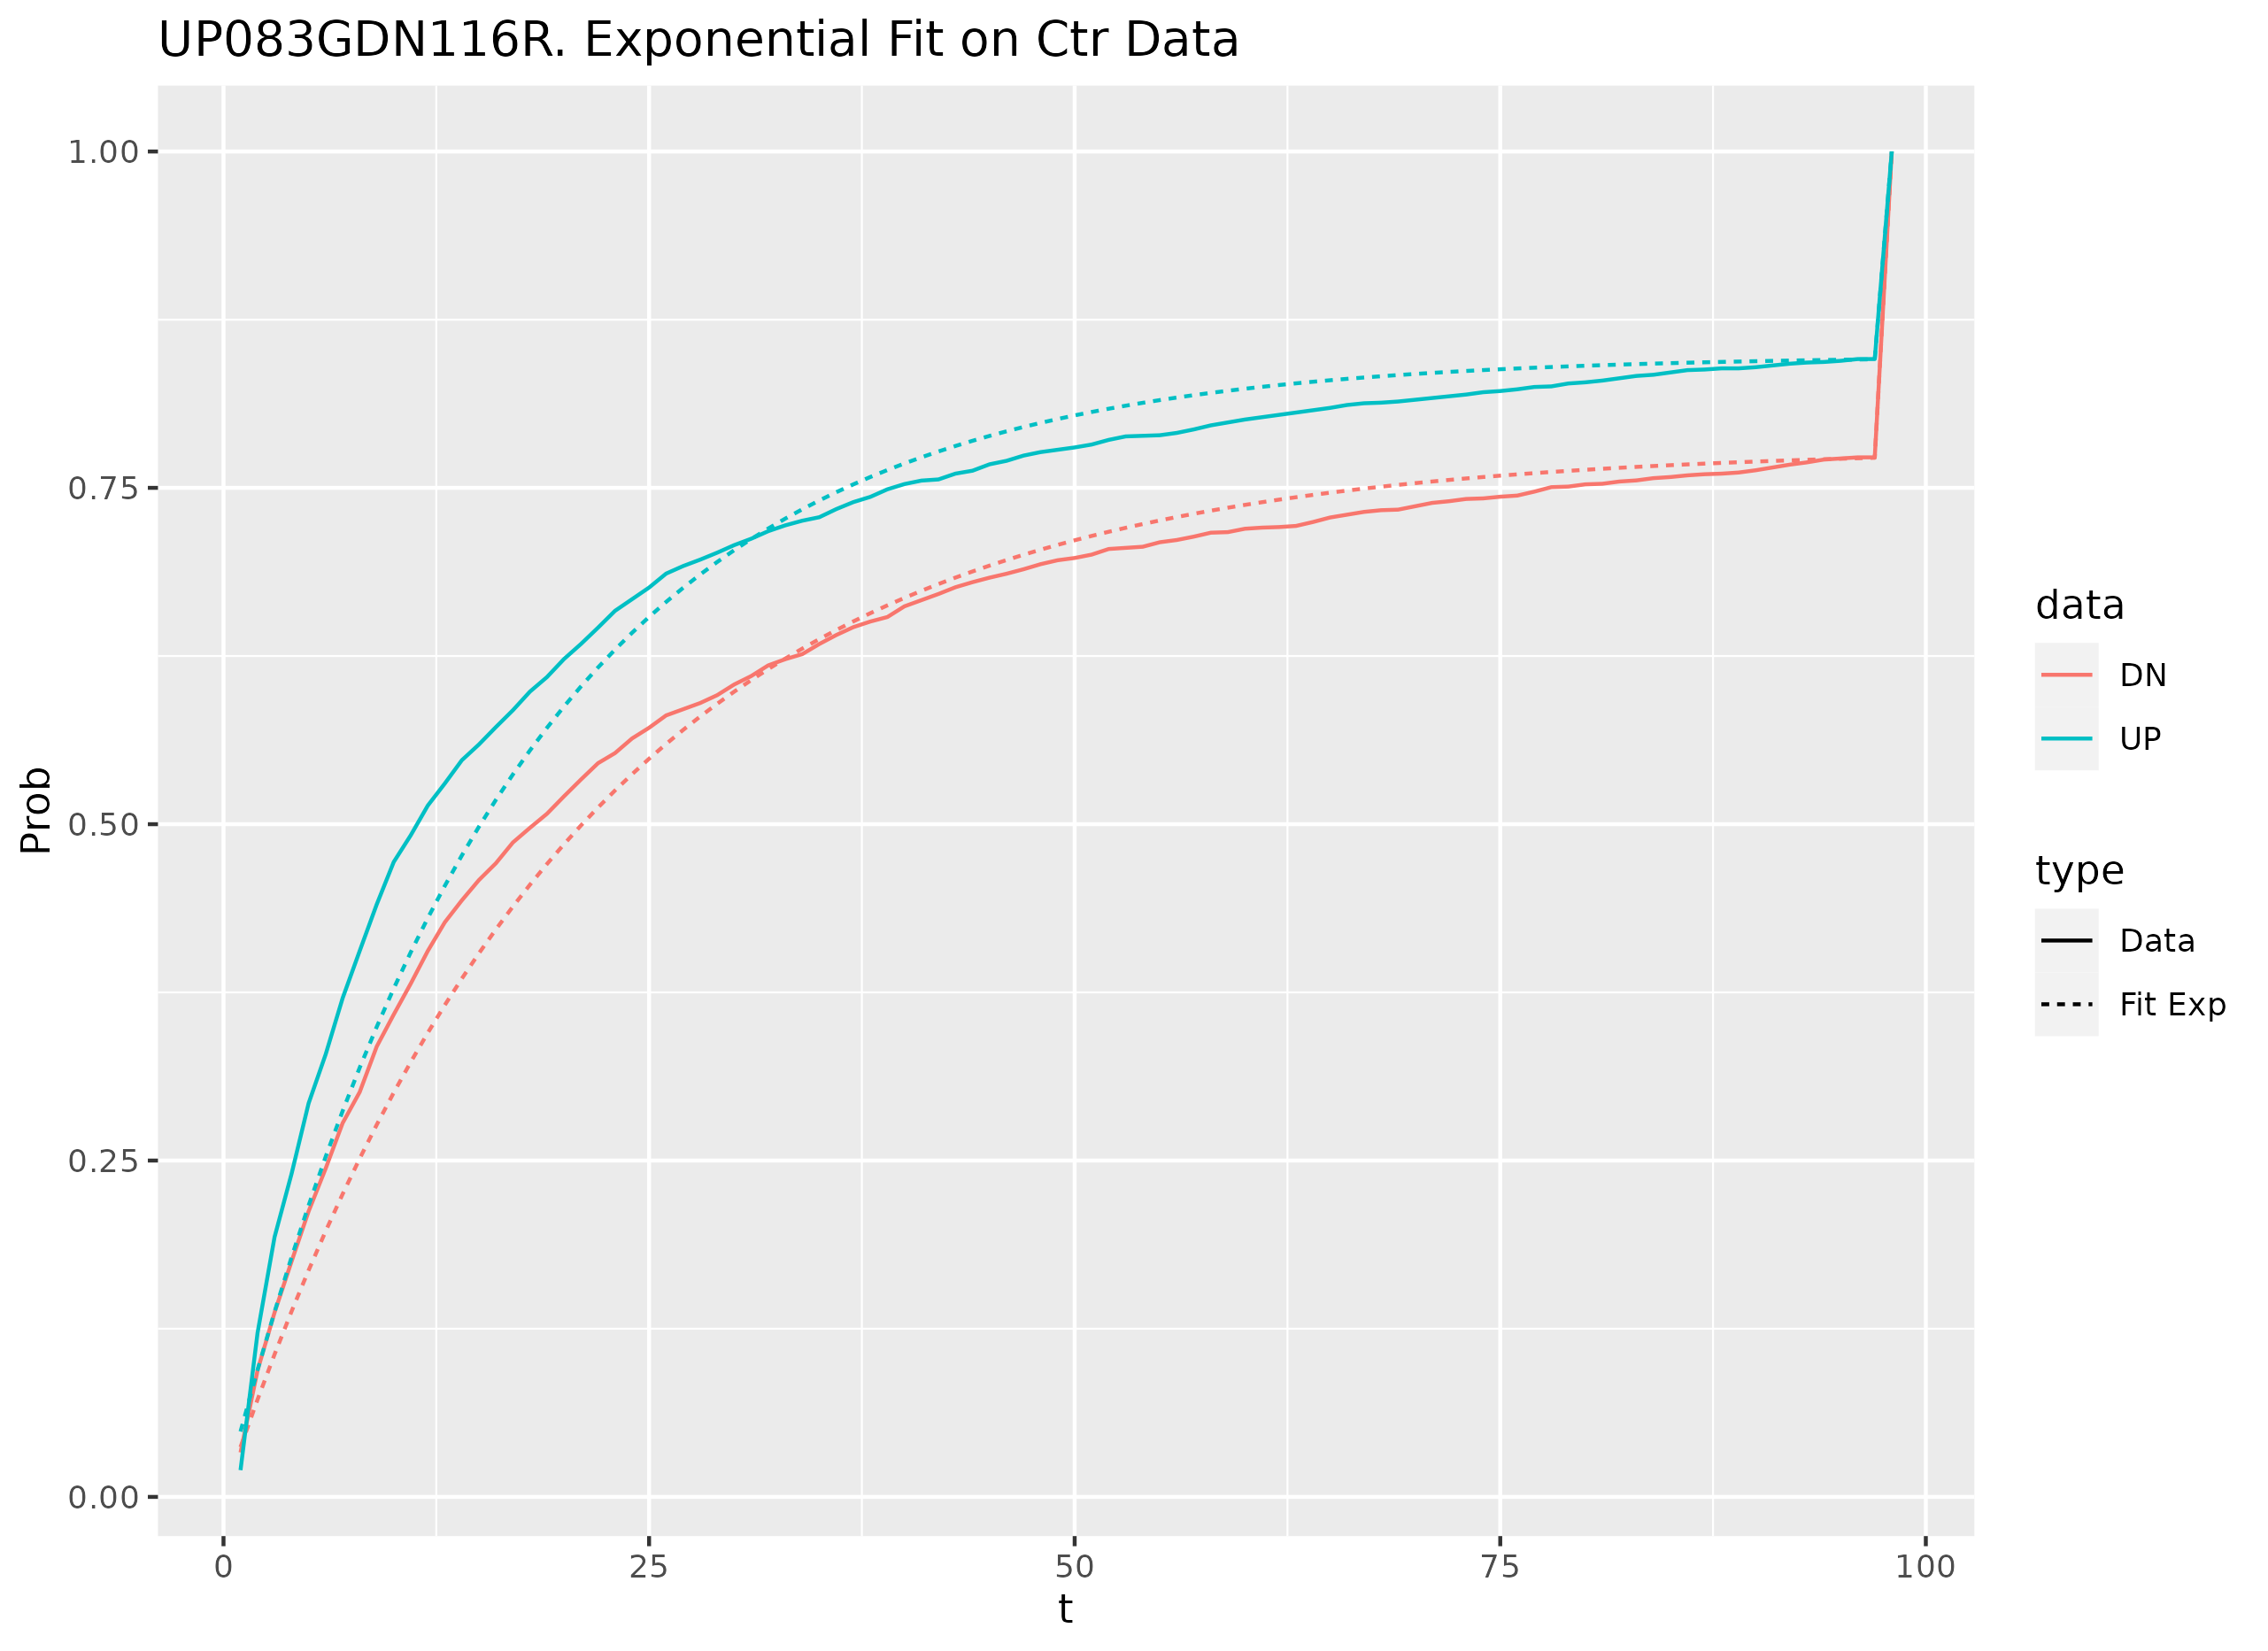 UP083GDN116R. Exponential Fit on Ctr Data
Prob
1.00
0.75
0.50
0.25
0.00
0
25
50
75
100
t
data
DN
UP
type
Data
Fit Exp